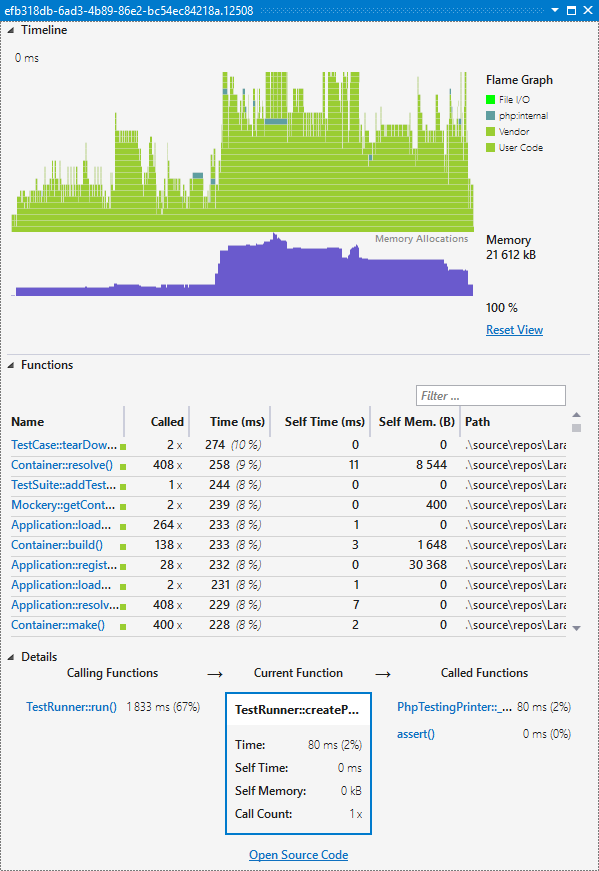 efb318db-6ad3-4b89-86e2-bc54ec84218a.12508
Timeline
0 ms
Flame Graph
File I/O
php:internal
Vendor
User Code
Memory Allocations
Memory
21 612 kB
100 %
Reset View
Functions
Filter ...
Name Called Time (ms) Self Time (ms) Self Mem. (B) Path
TestCase::tearDow... 2 x 274 (10 %) 0 0 .\source\repos\Lara
Container::resolve() 408 x 258 (9 %) 11 8 544 .\source\repos\Lara
TestSuite::addTest... 1 x 244 (8 %) 0 0 .\source\repos\Lara
Mockery::getCont... 2 x 239 (8 %) 0 400 .\source\repos\Lara
Application::load... 264 x 233 (8 %) 1 0 .\source\repos\Lara
Container::build() 138 x 233 (8 %) 3 1 648 .\source\repos\Lara
Application::regist... 28 x 232 (8 %) 0 30 368 .\source\repos\Lara
Application::load... 2 x 231 (8 %) 1 0 .\source\repos\Lara
Application::resolv... 408 x 229 (8 %) 7 0 .\source\repos\Lara
Container::make() 400 x 228 (8 %) 2 0 .\source\repos\Lara
Details
Calling Functions → Current Function → Called Functions
TestRunner::run() 1 833 ms (67%)
TestRunner::createP...
Time: 80 ms (2%)
Self Time: 0 ms
Self Memory: 0 kB
Call Count: 1 x
PhpTestingPrinter::_... 80 ms (2%)
assert() 0 ms (0%)
Open Source Code